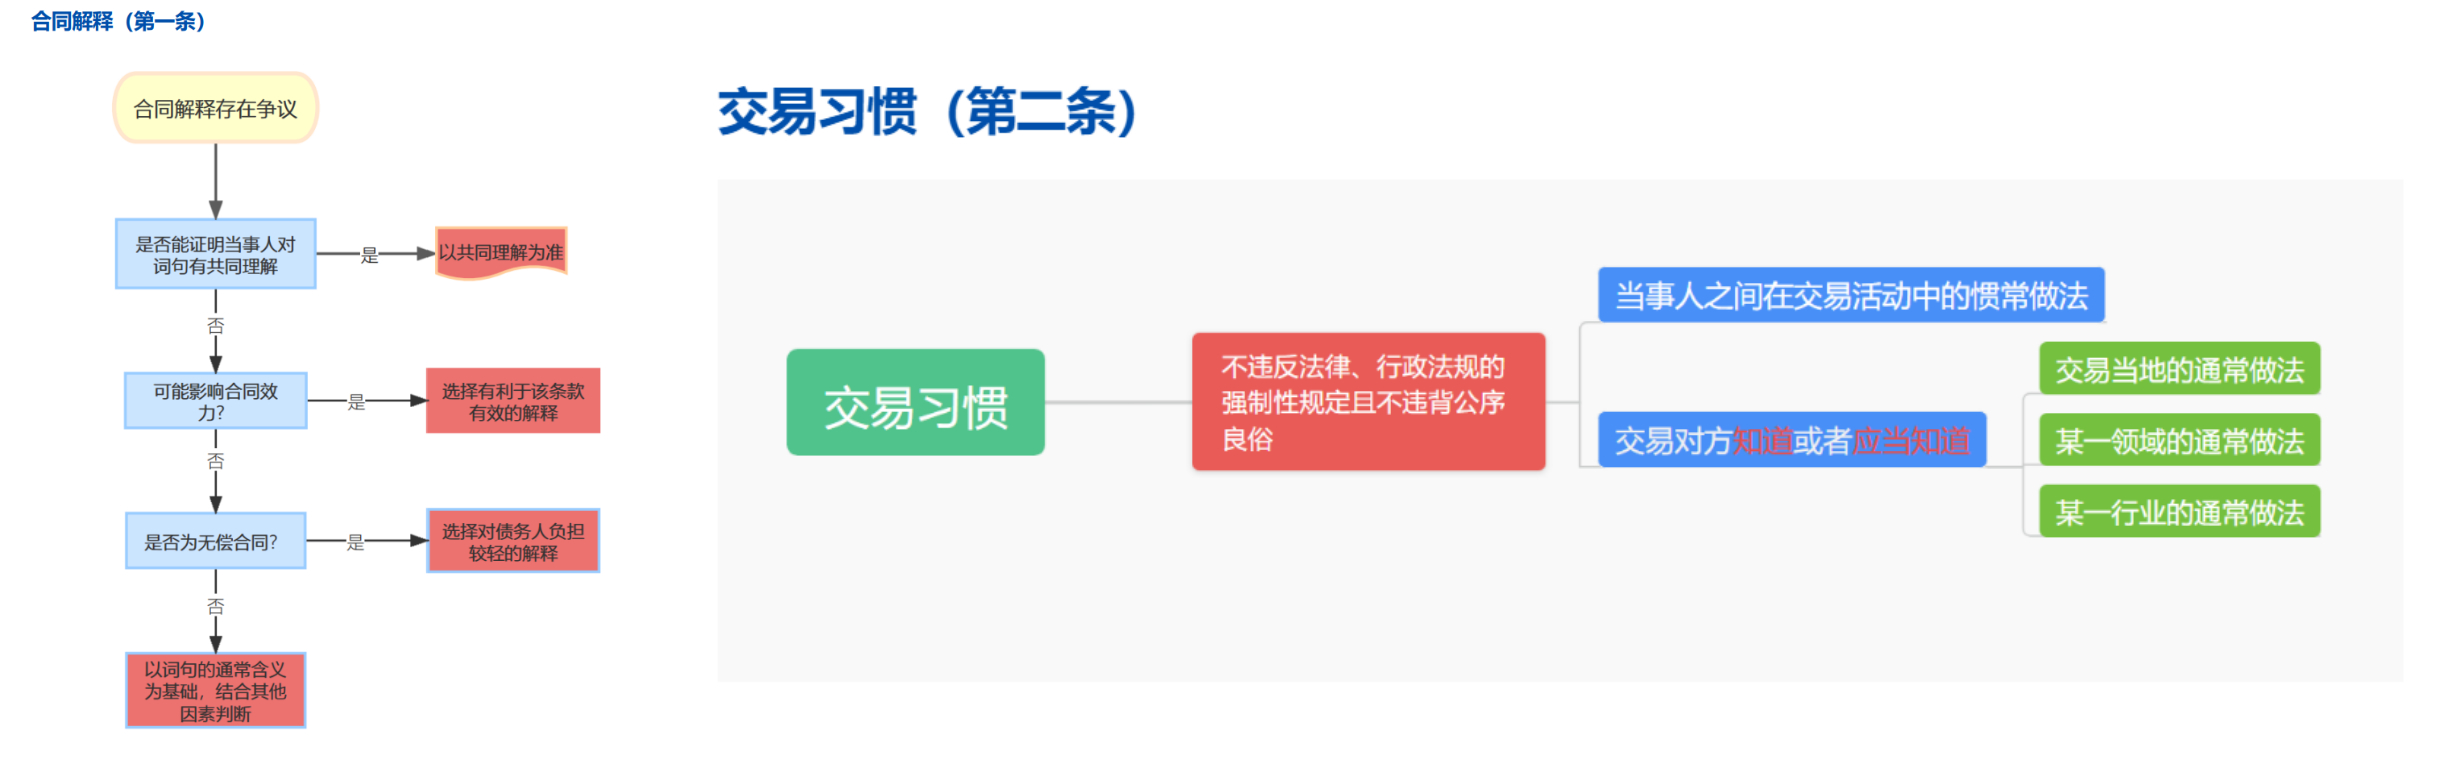 合同解释（第一条）
合同解释存在争议
是否能证明当事人对
词句有共同理解
是
以共同理解为准
否
可能影响合同效
力？
是
选择有利于该条款
有效的解释
否
是否为无偿合同？
是
选择对债务人负担
较轻的解释
否
以词句的通常含义
为基础，结合其他
因素判断
交易习惯（第二条）
交易习惯
不违反法律、行政法规的
强制性规定且不违背公序
良俗
当事人之间在交易活动中的惯常做法
交易对方知道或者应当知道
交易当地的通常做法
某一领域的通常做法
某一行业的通常做法